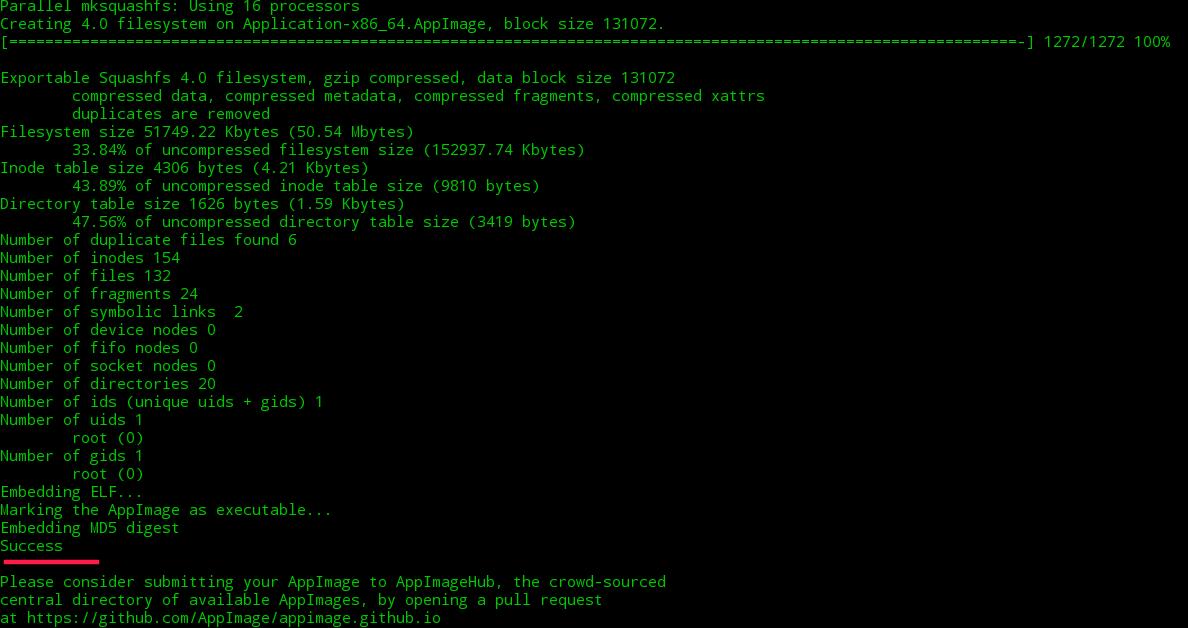 Parallel mksquashfs: Using 16 processors
Creating 4.0 filesystem on Application-x86_64.AppImage, block size 131072.
[=================================================================================================================-] 1272/1272 100%
Exportable Squashfs 4.0 filesystem, gzip compressed, data block size 131072
compressed data, compressed metadata, compressed fragments, compressed xattrs
duplicates are removed
Filesystem size 51749.22 Kbytes (50.54 Mbytes)
33.84% of uncompressed filesystem size (152937.74 Kbytes)
Inode table size 4306 bytes (4.21 Kbytes)
43.89% of uncompressed inode table size (9810 bytes)
Directory table size 1626 bytes (1.59 Kbytes)
47.56% of uncompressed directory table size (3419 bytes)
Number of duplicate files found 6
Number of inodes 154
Number of files 132
Number of fragments 24
Number of symbolic links  2
Number of device nodes 0
Number of fifo nodes 0
Number of socket nodes 0
Number of directories 20
Number of ids (unique uids + gids) 1
Number of uids 1
root (0)
Number of gids 1
root (0)
Embedding ELF...
Marking the AppImage as executable...
Embedding MD5 digest
Success
Please consider submitting your AppImage to AppImageHub, the crowd-sourced
central directory of available AppImages, by opening a pull request
at https://github.com/AppImage/appimage.github.io